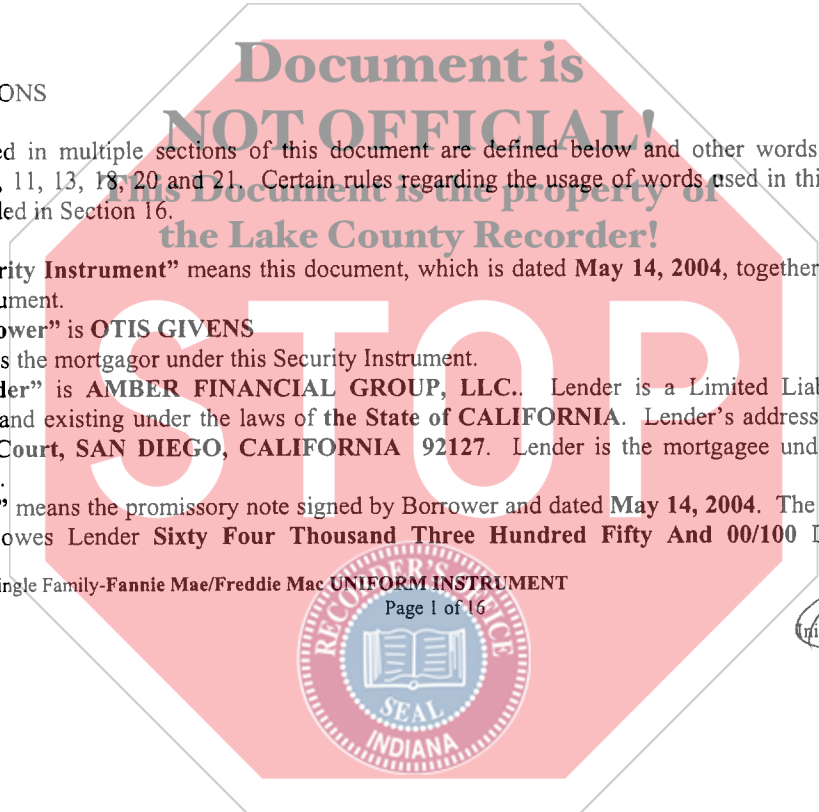 Document is
ONS
NOT OFFICIAL!
ed in multiple sections of this document are defined below and other words
, 11, 13, 18, 20 and 21. Certain rules regarding the usage of words used in thi
This Document is the property of
led in Section 16.
the Lake County Recorder!
rity Instrument” means this document, which is dated May 14, 2004, together
ument.
ower” is OTIS GIVENS
s the mortgagor under this Security Instrument.
STOP
der” is AMBER FINANCIAL GROUP, LLC.. Lender is a Limited Liab
and existing under the laws of the State of CALIFORNIA. Lender’s address
Court, SAN DIEGO, CALIFORNIA 92127. Lender is the mortgagee und
.
” means the promissory note signed by Borrower and dated May 14, 2004. The
owes Lender Sixty Four Thousand Three Hundred Fifty And 00/100 D
ingle Family-Fannie Mae/Freddie Mac UNIFORM INSTRUMENT
Page 1 of 16
Ini
RECORDER'S OFFICE
SEAL
INDIANA